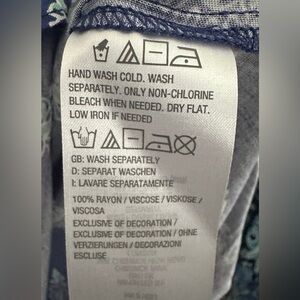 HAND WASH COLD. WASH
SEPARATELY. ONLY NON-CHLORINE
BLEACH WHEN NEEDED. DRY FLAT.
LOW IRON IF NEEDED
GB: WASH SEPARATELY
D: SEPARAT WASCHEN
I: LAVARE SEPARATAMENTE
100% RAYON / VISCOSE / VISKOSE /
VISCOSA
EXCLUSIVE OF DECORATION /
EXCLUSIVE OF DECORATION / OHNE
VERZIERUNGEN / DECORAZIONI
ESCLUSE